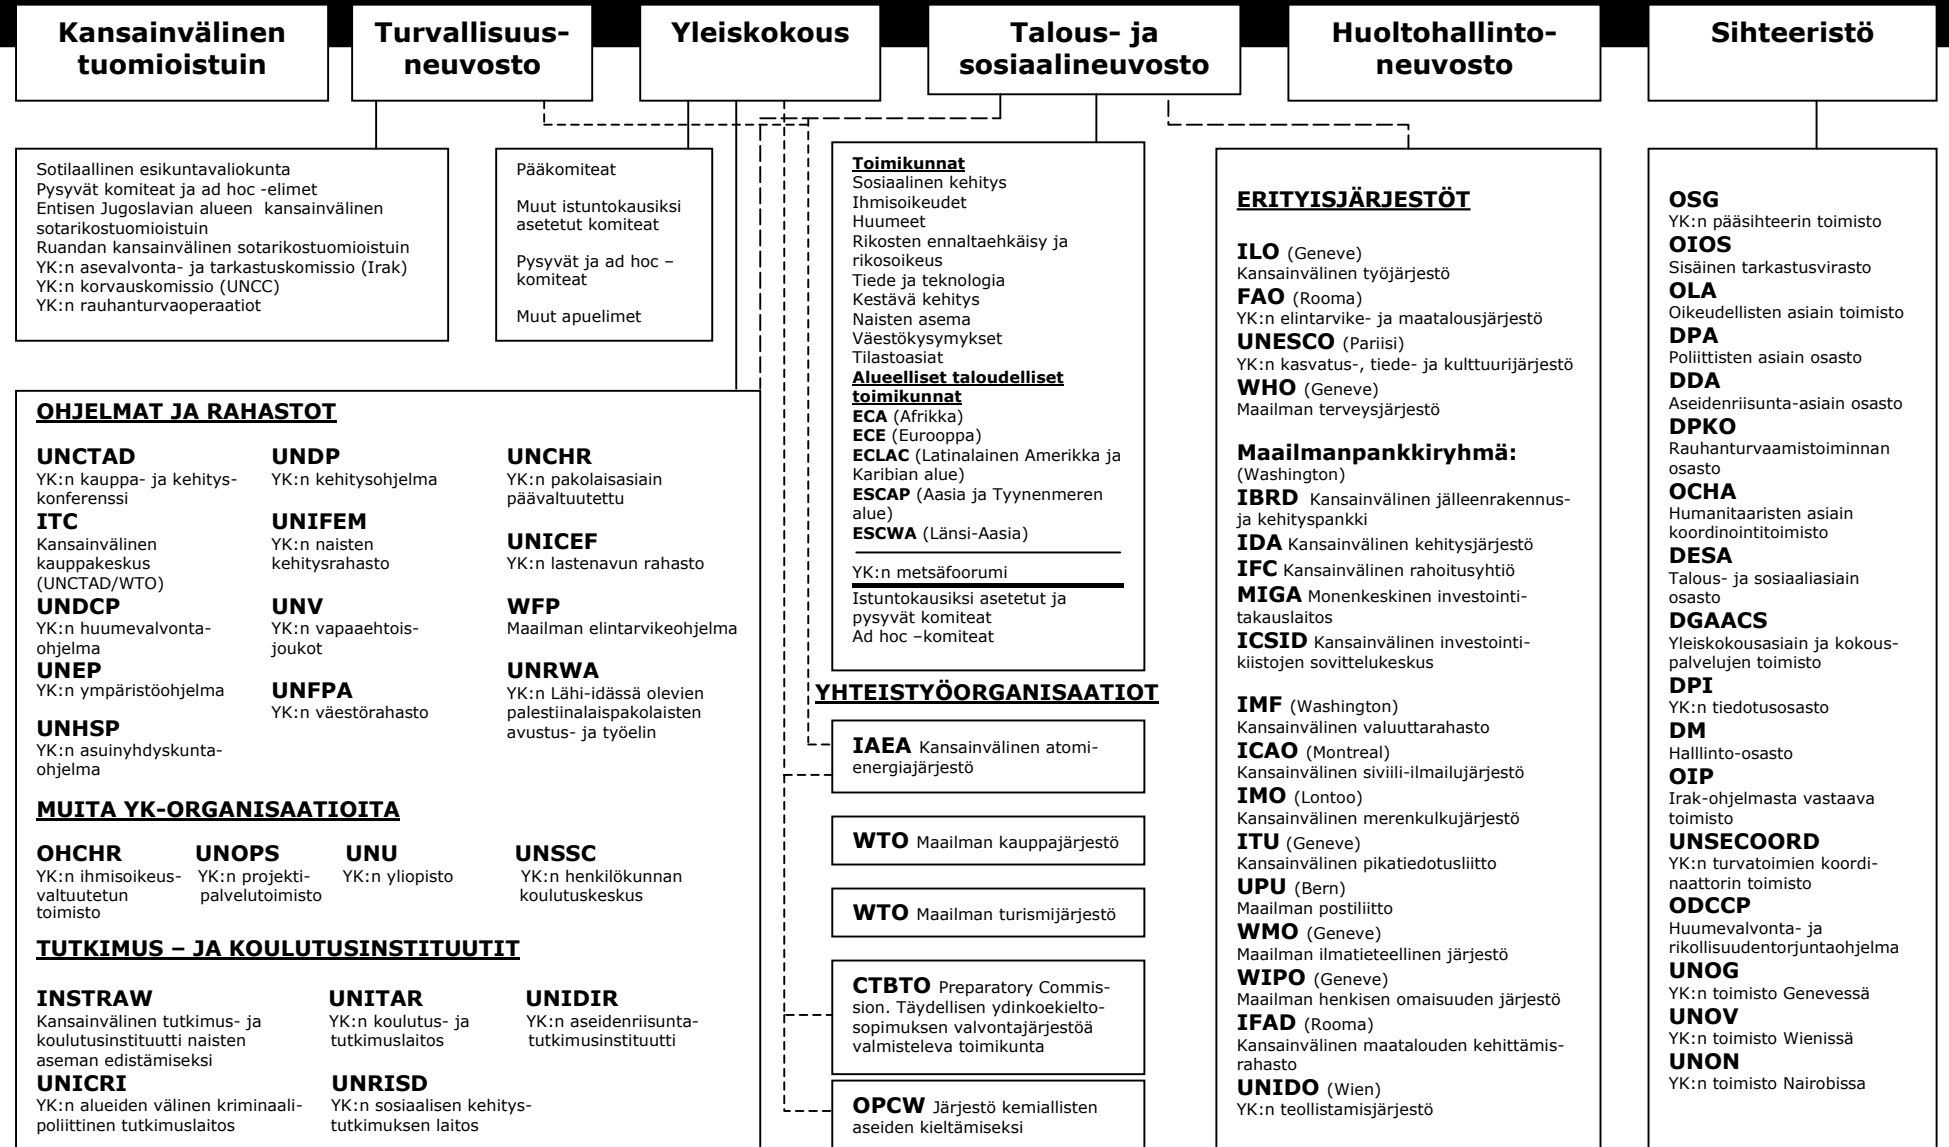 Kansainvälinen
tuomioistuin
Turvallisuus-
neuvosto
Yleiskokous
Talous- ja
sosiaalineuvosto
Huoltohallinto-
neuvosto
Sihteeristö
Sotilaallinen esikuntavaliokunta
Pysyvät komiteat ja ad hoc -elimet
Entisen Jugoslavian alueen kansainvälinen
sotarikostuomioistuin
Ruandan kansainvälinen sotarikostuomioistuin
YK:n asevalvonta- ja tarkastuskomissio (Irak)
YK:n korvauskomissio (UNCC)
YK:n rauhanturvaoperaatiot
Pääkomiteat
Muut istuntokausiksi
asetetut komiteat
Pysyvät ja ad hoc –
komiteat
Muut apuelimet
OHJELMAT JA RAHASTOT
UNCTAD
YK:n kauppa- ja kehitys-
konferenssi
ITC
Kansainvälinen
kauppakeskus
(UNCTAD/WTO)
UNDCP
YK:n huumevalvonta-
ohjelma
UNEP
YK:n ympäristöohjelma
UNHSP
YK:n asuinyhdyskunta-
ohjelma
UNDP
YK:n kehitysohjelma
UNIFEM
YK:n naisten
kehitysrahasto
UNV
YK:n vapaaehtois-
joukot
UNFPA
YK:n väestörahasto
UNCHR
YK:n pakolaisasiain
päävaltuutettu
UNICEF
YK:n lastenavun rahasto
WFP
Maailman elintarvikeohjelma
UNRWA
YK:n Lähi-idässä olevien
palestiinalaispakolaisten
avustus- ja työelin
MUITA YK-ORGANISAATIOITA
OHCHR
YK:n ihmisoikeus-
valtuutetun
toimisto
UNOPS
YK:n projekti-
palvelutoimisto
UNU
YK:n yliopisto
UNSSC
YK:n henkilökunnan
koulutuskeskus
TUTKIMUS – JA KOULUTUSINSTITUUTIT
INSTRAW
Kansainvälinen tutkimus- ja
koulutusinstituutti naisten
aseman edistämiseksi
UNITAR
YK:n koulutus- ja
tutkimuslaitos
UNIDIR
YK:n aseidenriisunta-
tutkimusinstituutti
UNICRI
YK:n alueiden välinen kriminaali-
poliittinen tutkimuslaitos
UNRISD
YK:n sosiaalisen kehitys-
tutkimuksen laitos
Toimikunnat
Sosiaalinen kehitys
Ihmisoikeudet
Huumeet
Rikosten ennaltaehkäisy ja
rikosoikeus
Tiede ja teknologia
Kestävä kehitys
Naisten asema
Väestökysymykset
Tilastoasiat
Alueelliset taloudelliset
toimikunnat
ECA (Afrikka)
ECE (Eurooppa)
ECLAC (Latinalainen Amerikka ja
Karibian alue)
ESCAP (Aasia ja Tyynenmeren
alue)
ESCWA (Länsi-Aasia)
YK:n metsäfoorumi
Istuntokausiksi asetetut ja
pysyvät komiteat
Ad hoc –komiteat
YHTEISTYÖORGANISAATIOT
IAEA Kansainvälinen atomi-
energiajärjestö
WTO Maailman kauppajärjestö
WTO Maailman turismijärjestö
CTBTO Preparatory Commis-
sion. Täydellisen ydinkoekielto-
sopimuksen valvontajärjestöä
valmisteleva toimikunta
OPCW Järjestö kemiallisten
aseiden kieltämiseksi
ERITYISJÄRJESTÖT
ILO (Geneve)
Kansainvälinen työjärjestö
FAO (Rooma)
YK:n elintarvike- ja maatalousjärjestö
UNESCO (Pariisi)
YK:n kasvatus-, tiede- ja kulttuurijärjestö
WHO (Geneve)
Maailman terveysjärjestö
Maailmanpankkiryhmä:
(Washington)
IBRD Kansainvälinen jälleenrakennus-
ja kehityspankki
IDA Kansainvälinen kehitysjärjestö
IFC Kansainvälinen rahoitusyhtiö
MIGA Monenkeskinen investointi-
takauslaitos
ICSID Kansainvälinen investointi-
kiistojen sovittelukeskus
IMF (Washington)
Kansainvälinen valuuttarahasto
ICAO (Montreal)
Kansainvälinen siviili-ilmailujärjestö
IMO (Lontoo)
Kansainvälinen merenkulkujärjestö
ITU (Geneve)
Kansainvälinen pikatiedotusliitto
UPU (Bern)
Maailman postiliitto
WMO (Geneve)
Maailman ilmatieteellinen järjestö
WIPO (Geneve)
Maailman henkisen omaisuuden järjestö
IFAD (Rooma)
Kansainvälinen maatalouden kehittämis-
rahasto
UNIDO (Wien)
YK:n teollistamisjärjestö
OSG
YK:n pääsihteerin toimisto
OIOS
Sisäinen tarkastusvirasto
OLA
Oikeudellisten asiain toimisto
DPA
Poliittisten asiain osasto
DDA
Aseidenriisunta-asiain osasto
DPKO
Rauhanturvaamistoiminnan
osasto
OCHA
Humanitaaristen asiain
koordinointitoimisto
DESA
Talous- ja sosiaaliasiain
osasto
DGAACS
Yleiskokousasiain ja kokous-
palvelujen toimisto
DPI
YK:n tiedotusosasto
DM
Halllinto-osasto
OIP
Irak-ohjelmasta vastaava
toimisto
UNSECOORD
YK:n turvatoimien koordi-
naattorin toimisto
ODCCP
Huumevalvonta- ja
rikollisuudentorjuntaohjelma
UNOG
YK:n toimisto Genevessä
UNOV
YK:n toimisto Wienissä
UNON
YK:n toimisto Nairobissa